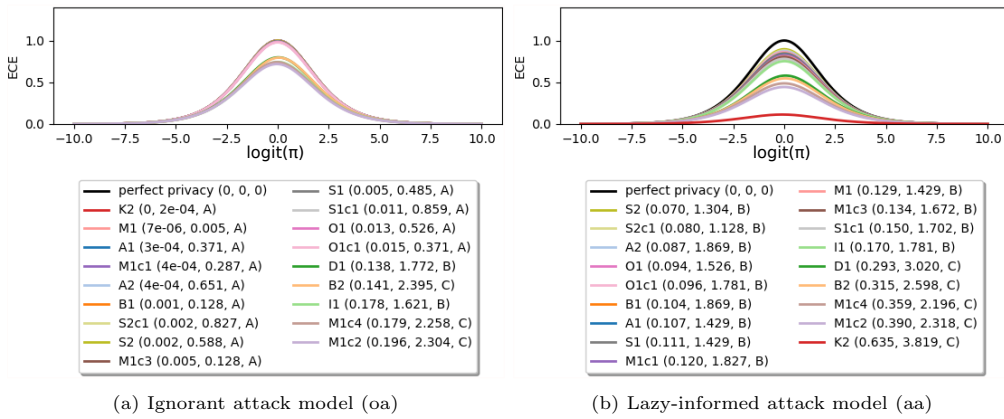 ECE
1.0
0.5
0.0
-10.0 -7.5 -5.0 -2.5 0.0 2.5 5.0 7.5 10.0
logit(π)
perfect privacy (0, 0, 0)
K2 (0, 2e-04, A)
M1 (7e-06, 0.005, A)
A1 (3e-04, 0.371, A)
M1c1 (4e-04, 0.287, A)
A2 (4e-04, 0.651, A)
B1 (0.001, 0.128, A)
S2c1 (0.002, 0.827, A)
S2 (0.002, 0.588, A)
M1c3 (0.005, 0.128, A)
S1 (0.005, 0.485, A)
S1c1 (0.011, 0.859, A)
O1 (0.013, 0.526, A)
O1c1 (0.015, 0.371, A)
D1 (0.138, 1.772, B)
B2 (0.141, 2.395, C)
I1 (0.178, 1.621, B)
M1c4 (0.179, 2.258, C)
M1c2 (0.196, 2.304, C)
(a) Ignorant attack model (oa)
ECE
1.0
0.5
0.0
-10.0 -7.5 -5.0 -2.5 0.0 2.5 5.0 7.5 10.0
logit(π)
perfect privacy (0, 0, 0)
S2 (0.070, 1.304, B)
S2c1 (0.080, 1.128, B)
A2 (0.087, 1.869, B)
O1 (0.094, 1.526, B)
O1c1 (0.096, 1.781, B)
B1 (0.104, 1.869, B)
A1 (0.107, 1.429, B)
S1 (0.111, 1.429, B)
M1c1 (0.120, 1.827, B)
M1 (0.129, 1.429, B)
M1c3 (0.134, 1.672, B)
S1c1 (0.150, 1.702, B)
I1 (0.170, 1.781, B)
D1 (0.293, 3.020, C)
B2 (0.315, 2.598, C)
M1c4 (0.359, 2.196, C)
M1c2 (0.390, 2.318, C)
K2 (0.635, 3.819, C)
(b) Lazy-informed attack model (aa)